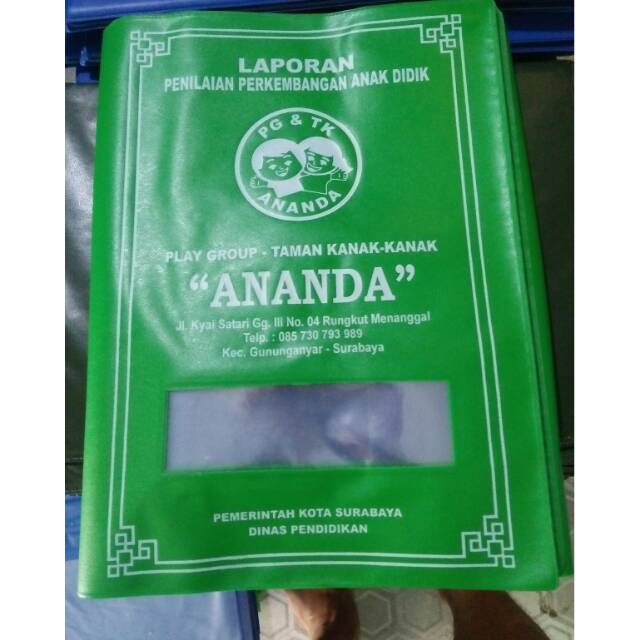 LAPORAN
PENILAIAN PERKEMBANGAN ANAK DIDIK
PG & TK
ANANDA
PLAY GROUP - TAMAN KANAK-KANAK
“ANANDA”
Jl. Kyai Satari Gg. III No. 04 Rungkut Menanggal
Telp. : 085 730 793 989
Kec. Gununganyar - Surabaya
PEMERINTAH KOTA SURABAYA
DINAS PENDIDIKAN